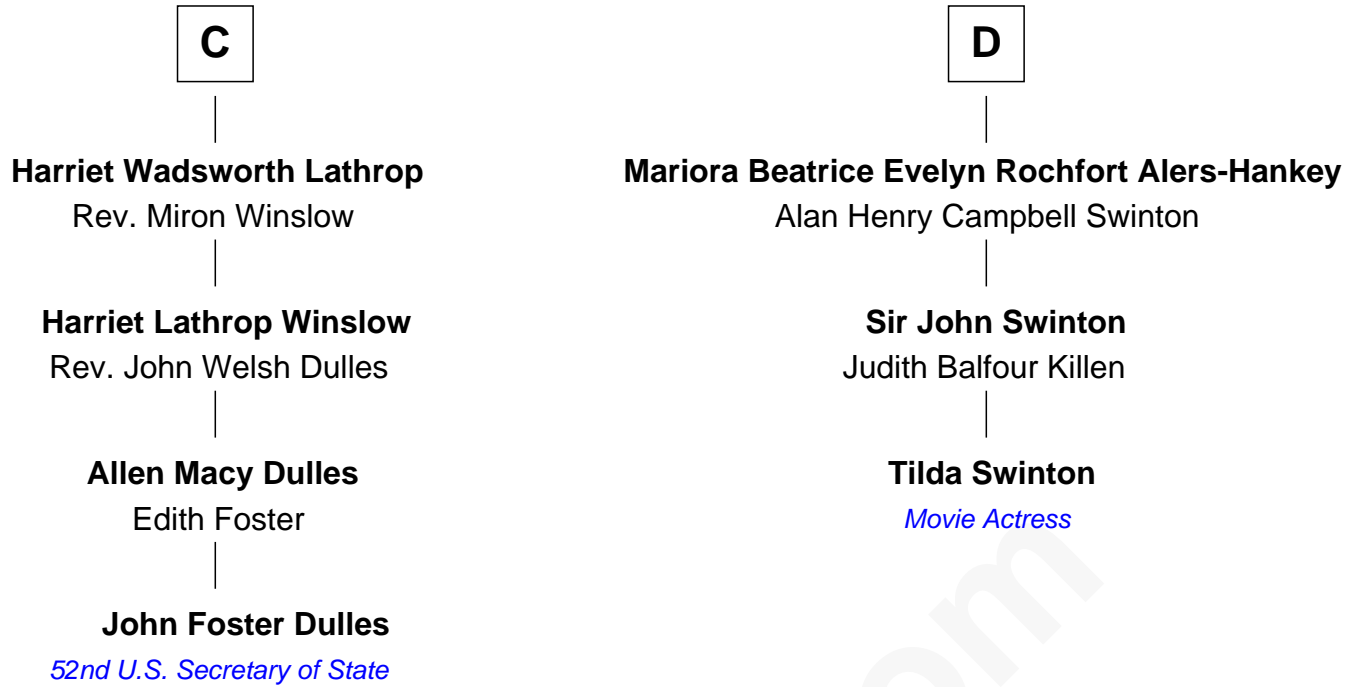 C
Harriet Wadsworth Lathrop
Rev. Miron Winslow
Harriet Lathrop Winslow
Rev. John Welsh Dulles
Allen Macy Dulles
Edith Foster
John Foster Dulles
52nd U.S. Secretary of State
D
Mariora Beatrice Evelyn Rochfort Alers-Hankey
Alan Henry Campbell Swinton
Sir John Swinton
Judith Balfour Killen
Tilda Swinton
Movie Actress
om